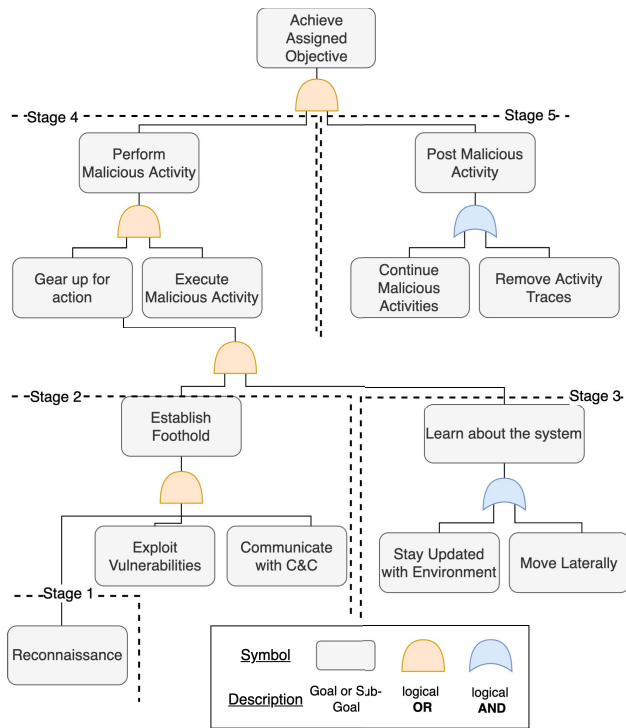 Achieve
Assigned
Objective
Stage 4
Stage 5
Perform
Malicious Activity
Post Malicious
Activity
Gear up for
action
Execute
Malicious Activity
Continue
Malicious
Activities
Remove Activity
Traces
Stage 2
Stage 3
Establish
Foothold
Learn about the system
Exploit
Vulnerabilities
Communicate
with C&C
Stay Updated
with Environment
Move Laterally
Stage 1
Reconnaissance
Symbol
Description
Goal or Sub-
Goal
logical
OR
logical
AND